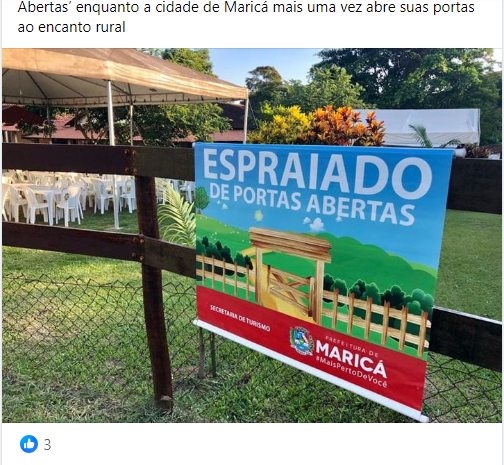 Abertas' enquanto a cidade de Maricá mais uma vez abre suas portas
ao encanto rural
ESPRAIADO
DE PORTAS ABERTAS
SECRETARIA DE TURISMO
PREFEITURA DE
MARICÁ
#MaisPertoDeVocê
3